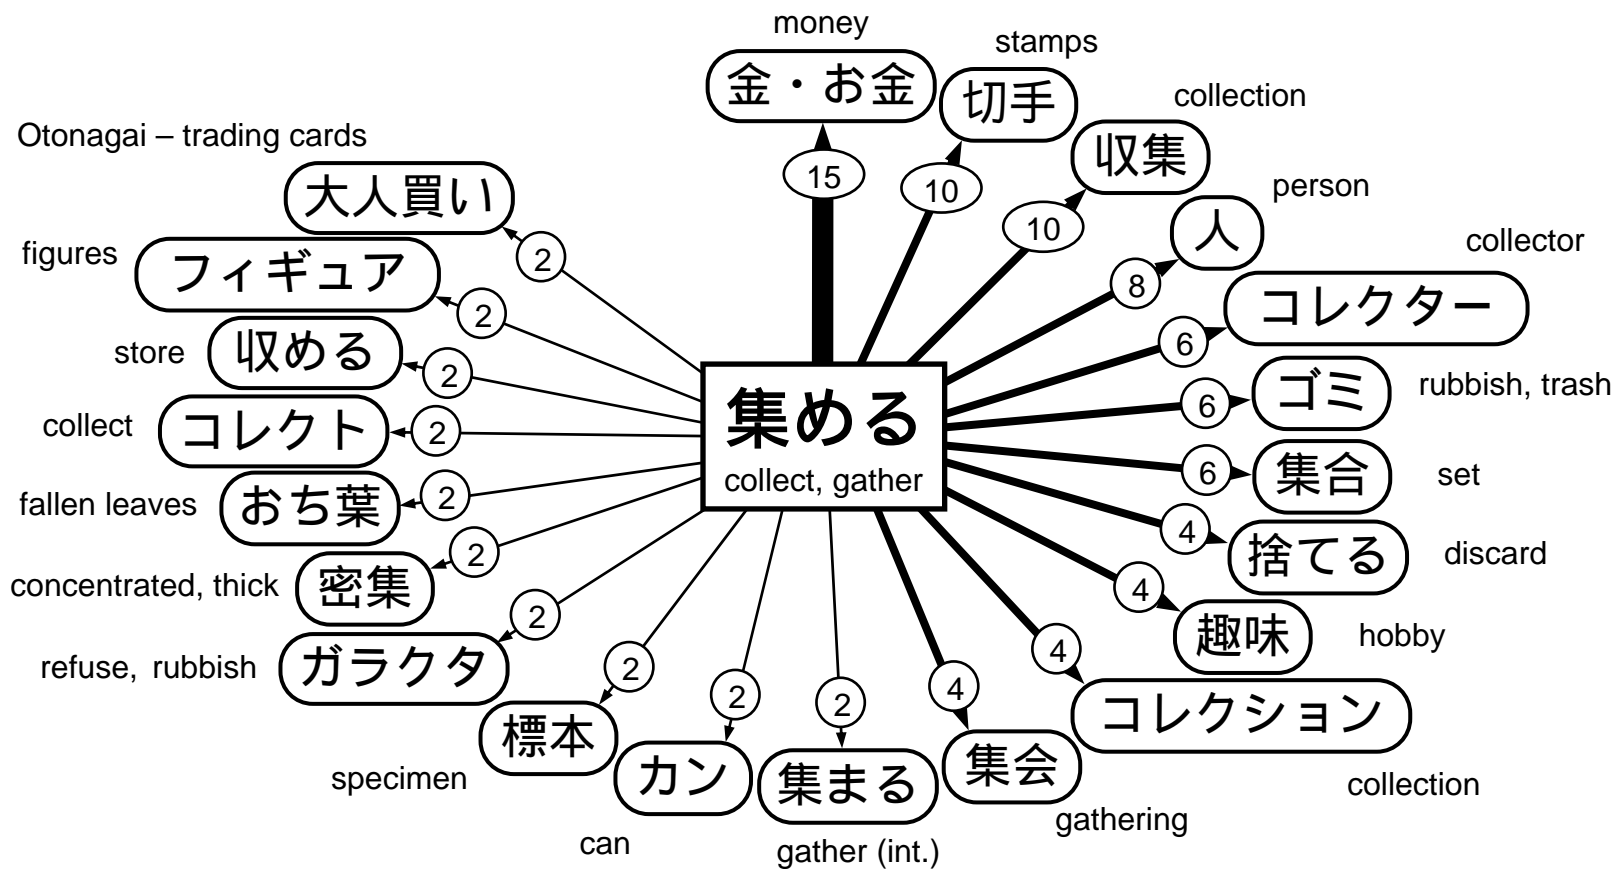 money
金・お金
15
stamps
切手
10
collection
収集
10
person
人
8
collector
コレクター
6
ゴミ
rubbish, trash
6
集合
set
6
捨てる
discard
4
趣味
hobby
4
コレクション
collection
4
集会
gathering
4
集まる
gather (int.)
2
カン
can
2
標本
specimen
2
ガラクタ
refuse, rubbish
2
密集
concentrated, thick
2
おち葉
fallen leaves
2
コレクト
collect
2
収める
store
2
フィギュア
figures
2
Otonagai – trading cards
大人買い
2
集める
collect, gather